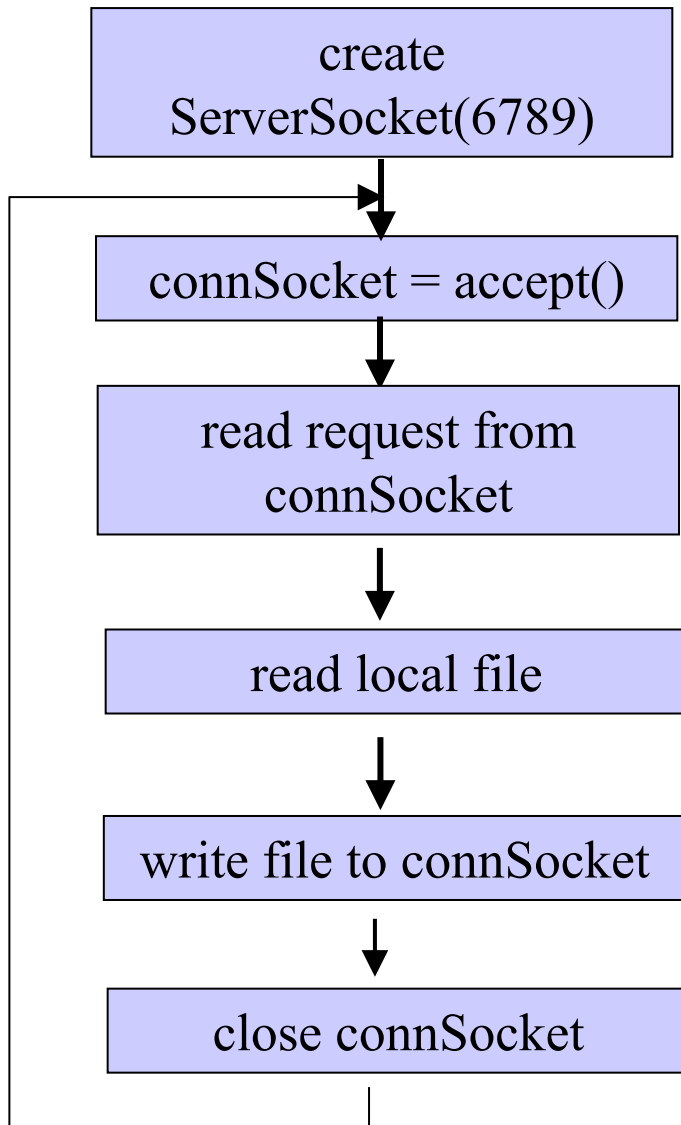 create
ServerSocket(6789)
connSocket = accept()
read request from
connSocket
read local file
write file to connSocket
close connSocket